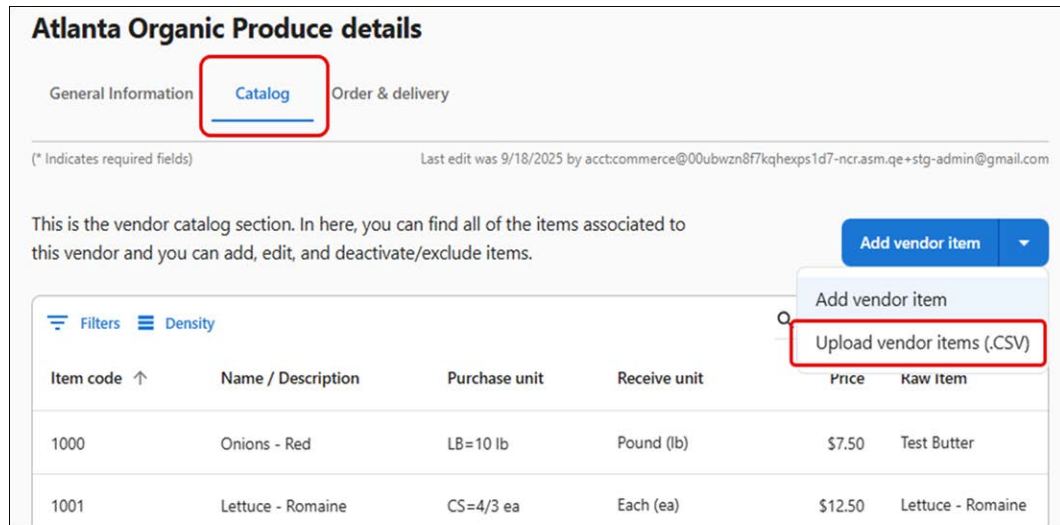 Atlanta Organic Produce details
General Information Catalog Order & delivery
(* Indicates required fields) Last edit was 9/18/2025 by acct:commerce@00ubwzn8f7kqhexps1d7-ncr.asm.qe+stg-admin@gmail.com
This is the vendor catalog section. In here, you can find all of the items associated to
this vendor and you can add, edit, and deactivate/exclude items.
Add vendor item
Add vendor item
Upload vendor items (.CSV)
Filters Density
Item code ↑ Name / Description Purchase unit Receive unit Price Raw Item
1000 Onions - Red LB=10 lb Pound (lb) $7.50 Test Butter
1001 Lettuce - Romaine CS=4/3 ea Each (ea) $12.50 Lettuce - Romaine